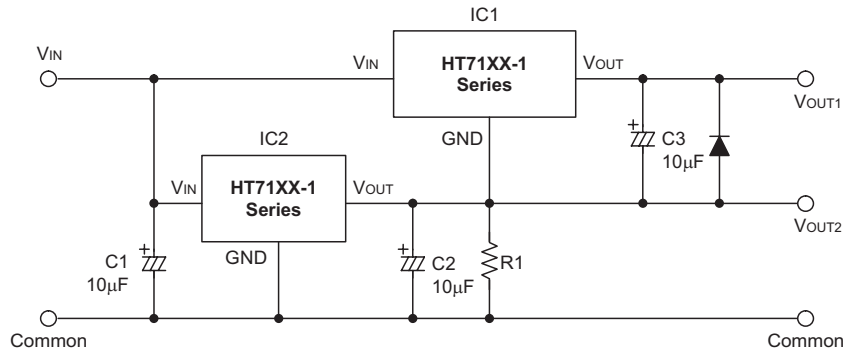 IC1
VIN
VIN
HT71XX-1
Series
VOUT
VOUT1
GND
C3
10μF
IC2
VIN
HT71XX-1
Series
VOUT
VOUT2
GND
C1
10μF
C2
10μF
R1
Common
Common
+
+
+